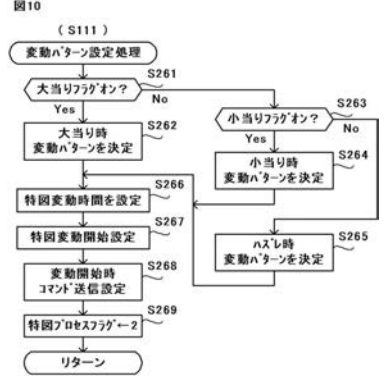 図10
( S111 )
変動パターン設定処理
S261
大当りフラグオン？
Yes
No
S262
大当り時
変動パターンを決定
S263
小当りフラグオン？
Yes
No
S264
小当り時
変動パターンを決定
S265
ハズレ時
変動パターンを決定
S266
特図変動時間を設定
S267
特図変動開始設定
S268
変動開始時
コマンド送信設定
S269
特図プロセスフラグ←2
リターン